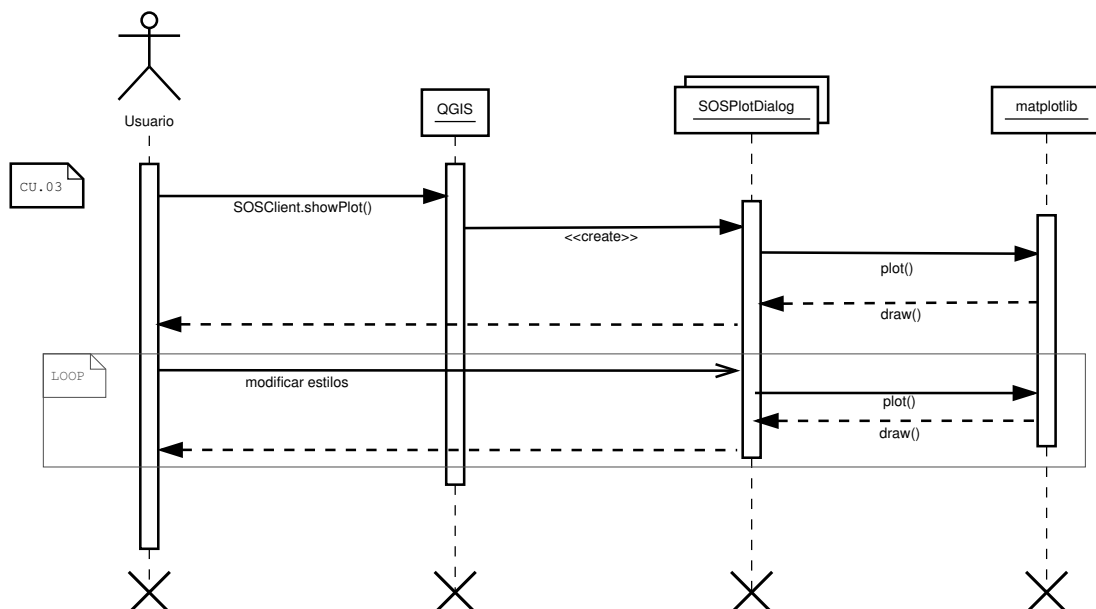 Usuario
QGIS
SOSPlotDialog
matplotlib
CU.03
SOSClient.showPlot()
<<create>>
plot()
draw()
LOOP
modificar estilos
plot()
draw()